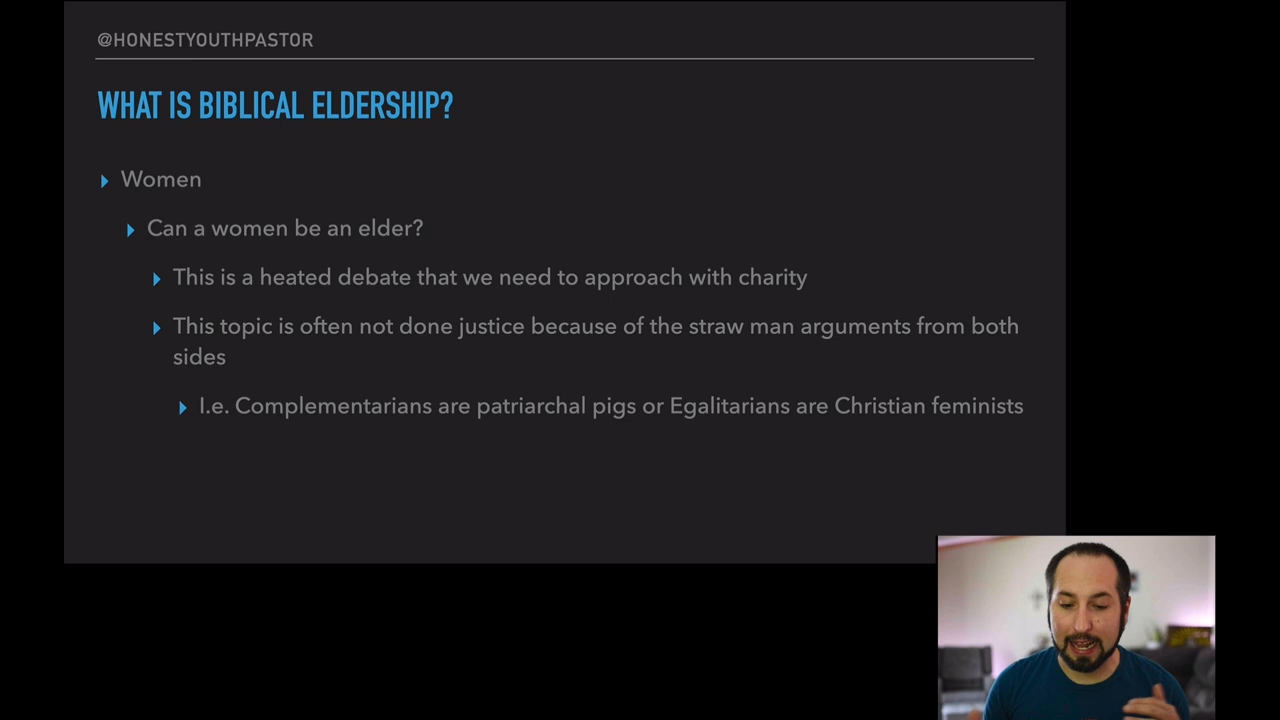 @HONESTYOUTHPASTOR
WHAT IS BIBLICAL ELDERSHIP?
Women
Can a women be an elder?
This is a heated debate that we need to approach with charity
This topic is often not done justice because of the straw man arguments from both
sides
I.e. Complementarians are patriarchal pigs or Egalitarians are Christian feminists